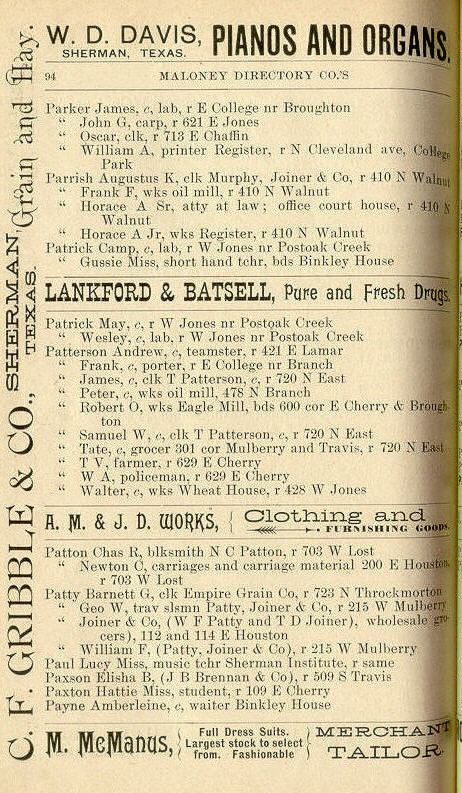 W. D. DAVIS, PIANOS AND ORGANS.
SHERMAN, TEXAS.
94 MALONEY DIRECTORY CO.'S
Parker James, c, lab, r E College nr Broughton
“ John G, carp, r 621 E Jones
“ Oscar, clk, r 713 E Chaffin
“ William A, printer Register, r N Cleveland ave, College
Park
Parrish Augustus K, clk Murphy, Joiner & Co, r 410 N Walnut
“ Frank F, wks oil mill, r 410 N Walnut
“ Horace A Sr, atty at law; office court house, r 410 N
Walnut
“ Horace A Jr, wks Register, r 410 N Walnut
Patrick Camp, c, lab, r W Jones nr Postoak Creek
“ Gussie Miss, short hand tchr, bds Binkley House
LANKFORD & BATSELL, Pure and Fresh Drugs.
Patrick May, c, r W Jones nr Postoak Creek
“ Wesley, c, lab, r W Jones nr Postoak Creek
Patterson Andrew, c, teamster, r 421 E Lamar
“ Frank, c, porter, r E College nr Branch
“ James, c, clk T Patterson, c, r 720 N East
“ Peter, c, wks oil mill, 478 N Branch
“ Robert O, wks Eagle Mill, bds 600 cor E Cherry & Brough-
ton
“ Samuel W, c, clk T Patterson, c, r 720 N East
“ Tate, c, grocer 301 cor Mulberry and Travis, r 720 N East
“ T V, farmer, r 629 E Cherry
“ W A, policeman, r 629 E Cherry
“ Walter, c, wks Wheat House, r 428 W Jones
A. M. & J. D. WORKS, { Clothing and
FURNISHING GOODS.
Patton Chas R, blksmith N C Patton, r 703 W Lost
“ Newton C, carriages and carriage material 200 E Houston,
r 703 W Lost
Patty Barnett G, clk Empire Grain Co, r 723 N Throckmorton
“ Geo W, trav slsmn Patty, Joiner & Co, r 215 W Mulberry
“ Joiner & Co, (W F Patty and T D Joiner), wholesale gro-
cers), 112 and 114 E Houston
“ William F, (Patty, Joiner & Co), r 215 W Mulberry
Paul Lucy Miss, music tchr Sherman Institute, r same
Paxson Elisha B, (J B Brennan & Co), r 509 S Travis
Paxton Hattie Miss, student, r 109 E Cherry
Payne Amberleine, c, waiter Binkley House
M. McMANUS, { Full Dress Suits. Largest stock to select from. Fashionable } MERCHANT TAILOR.
C. F. GRIBBLE & CO., SHERMAN, TEXAS. Grain and Hay.